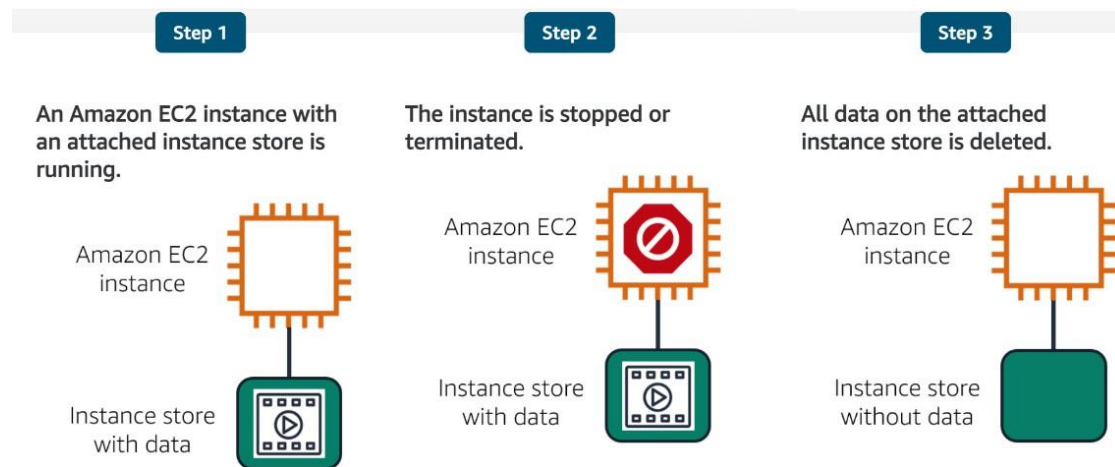 Step 1
An Amazon EC2 instance with
an attached instance store is
running.
Amazon EC2
instance
Instance store
with data
Step 2
The instance is stopped or
terminated.
Amazon EC2
instance
Instance store
with data
Step 3
All data on the attached
instance store is deleted.
Amazon EC2
instance
Instance store
without data